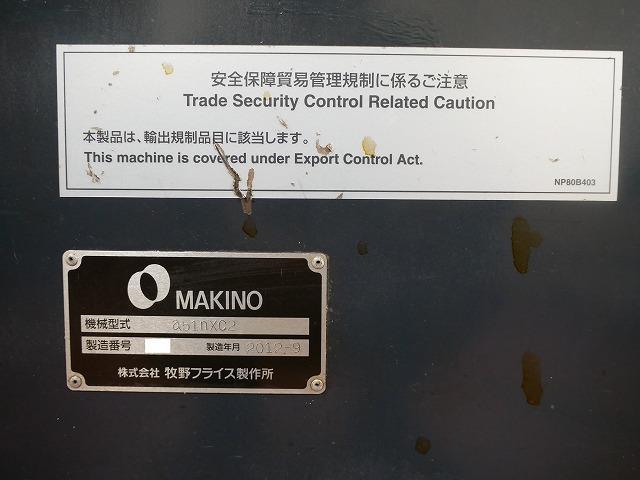 安全保障貿易管理規制に係るご注意
Trade Security Control Related Caution
本製品は、輸出規制品目に該当します。
This machine is covered under Export Control Act.
NP80B403
MAKINO
機械型式 a51nxC2
製造番号 製造年月 2012-9
株式会社 牧野フライス製作所